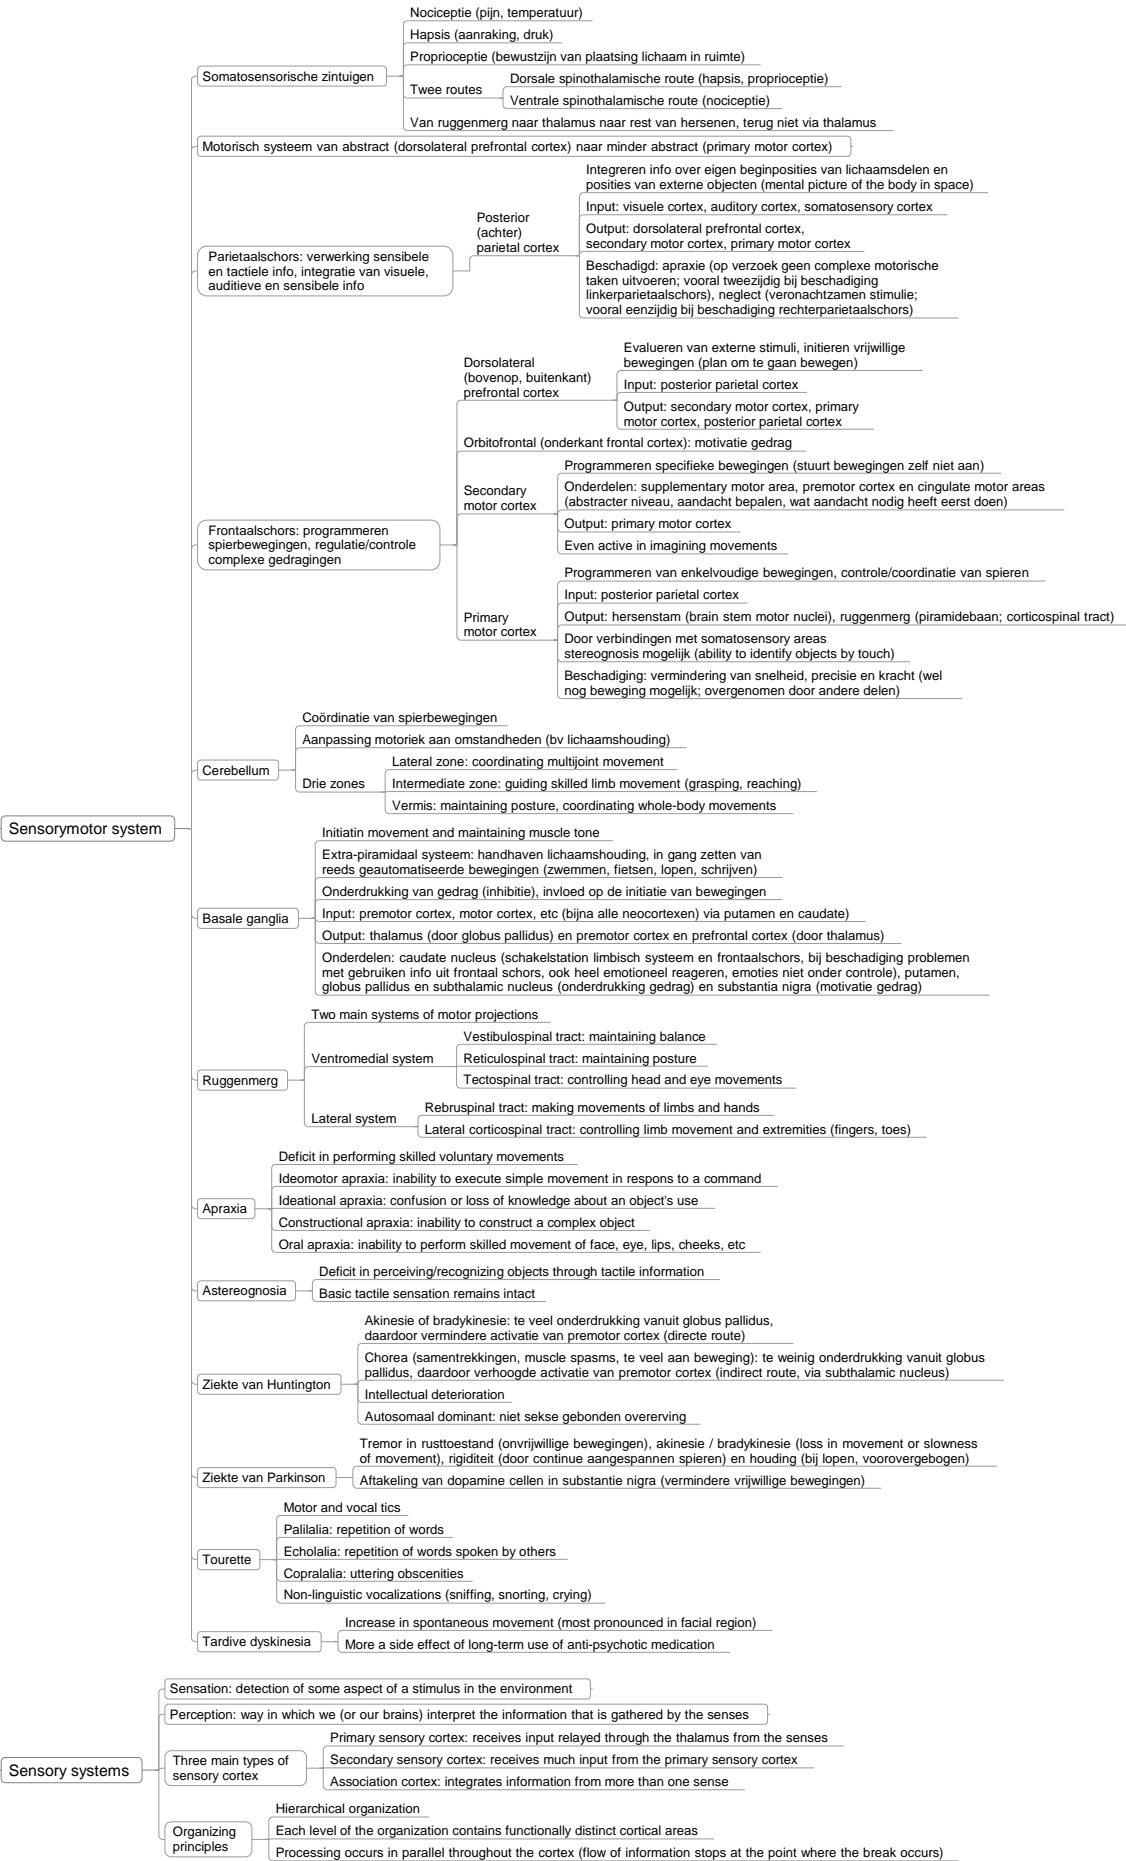 Sensorymotor system
Somatosensorische zintuigen
Nociceptie (pijn, temperatuur)
Hapsis (aanraking, druk)
Proprioceptie (bewustzijn van plaatsing lichaam in ruimte)
Twee routes
Dorsale spinothalamische route (hapsis, proprioceptie)
Ventrale spinothalamische route (nociceptie)
Van ruggenmerg naar thalamus naar rest van hersenen, terug niet via thalamus
Motorisch systeem van abstract (dorsolateral prefrontal cortex) naar minder abstract (primary motor cortex)
Parietaalschors: verwerking sensibele
en tactiele info, integratie van visuele,
auditieve en sensibele info
Posterior
(achter)
parietal cortex
Integreren info over eigen beginposities van lichaamsdelen en
posities van externe objecten (mental picture of the body in space)
Input: visuele cortex, auditory cortex, somatosensory cortex
Output: dorsolateral prefrontal cortex,
secondary motor cortex, primary motor cortex
Beschadigd: apraxie (op verzoek geen complexe motorische
taken uitvoeren; vooral tweezijdig bij beschadiging
linkerparietaalschors), neglect (veronachtzamen stimulie;
vooral eenzijdig bij beschadiging rechterparietaalschors)
Frontaalschors: programmeren
spierbewegingen, regulatie/controle
complexe gedragingen
Dorsolateral
(bovenop, buitenkant)
prefrontal cortex
Evalueren van externe stimuli, initieren vrijwillige
bewegingen (plan om te gaan bewegen)
Input: posterior parietal cortex
Output: secondary motor cortex, primary
motor cortex, posterior parietal cortex
Orbitofrontal (onderkant frontal cortex): motivatie gedrag
Secondary
motor cortex
Programmeren specifieke bewegingen (stuurt bewegingen zelf niet aan)
Onderdelen: supplementary motor area, premotor cortex en cingulate motor areas
(abstracter niveau, aandacht bepalen, wat aandacht nodig heeft eerst doen)
Output: primary motor cortex
Even active in imagining movements
Primary
motor cortex
Programmeren van enkelvoudige bewegingen, controle/coordinatie van spieren
Input: posterior parietal cortex
Output: hersenstam (brain stem motor nuclei), ruggenmerg (piramidebaan; corticospinal tract)
Door verbindingen met somatosensory areas
stereognosis mogelijk (ability to identify objects by touch)
Beschadiging: vermindering van snelheid, precisie en kracht (wel
nog beweging mogelijk; overgenomen door andere delen)
Cerebellum
Coördinatie van spierbewegingen
Aanpassing motoriek aan omstandheden (bv lichaamshouding)
Drie zones
Lateral zone: coordinating multijoint movement
Intermediate zone: guiding skilled limb movement (grasping, reaching)
Vermis: maintaining posture, coordinating whole-body movements
Basale ganglia
Initiatin movement and maintaining muscle tone
Extra-piramidaal systeem: handhaven lichaamshouding, in gang zetten van
reeds geautomatiseerde bewegingen (zwemmen, fietsen, lopen, schrijven)
Onderdrukking van gedrag (inhibitie), invloed op de initiatie van bewegingen
Input: premotor cortex, motor cortex, etc (bijna alle neocortexen) via putamen en caudate)
Output: thalamus (door globus pallidus) en premotor cortex en prefrontal cortex (door thalamus)
Onderdelen: caudate nucleus (schakelstation limbisch systeem en frontaalschors, bij beschadiging problemen
met gebruiken info uit frontaal schors, ook heel emotioneel reageren, emoties niet onder controle), putamen,
globus pallidus en subthalamic nucleus (onderdrukking gedrag) en substantia nigra (motivatie gedrag)
Ruggenmerg
Two main systems of motor projections
Ventromedial system
Vestibulospinal tract: maintaining balance
Reticulospinal tract: maintaining posture
Tectospinal tract: controlling head and eye movements
Lateral system
Rebruspinal tract: making movements of limbs and hands
Lateral corticospinal tract: controlling limb movement and extremities (fingers, toes)
Apraxia
Deficit in performing skilled voluntary movements
Ideomotor apraxia: inability to execute simple movement in respons to a command
Ideational apraxia: confusion or loss of knowledge about an object's use
Constructional apraxia: inability to construct a complex object
Oral apraxia: inability to perform skilled movement of face, eye, lips, cheeks, etc
Astereognosia
Deficit in perceiving/recognizing objects through tactile information
Basic tactile sensation remains intact
Ziekte van Huntington
Akinesie of bradykinesie: te veel onderdrukking vanuit globus pallidus,
daardoor vermindere activatie van premotor cortex (directe route)
Chorea (samentrekkingen, muscle spasms, te veel aan beweging): te weinig onderdrukking vanuit globus
pallidus, daardoor verhoogde activatie van premotor cortex (indirect route, via subthalamic nucleus)
Intellectual deterioration
Autosomaal dominant: niet sekse gebonden overerving
Ziekte van Parkinson
Tremor in rusttoestand (onvrijwillige bewegingen), akinesie / bradykinesie (loss in movement or slowness
of movement), rigiditeit (door continue aangespannen spieren) en houding (bij lopen, voorovergebogen)
Aftakeling van dopamine cellen in substantie nigra (vermindere vrijwillige bewegingen)
Tourette
Motor and vocal tics
Palilalia: repetition of words
Echolalia: repetition of words spoken by others
Copralalia: uttering obscenities
Non-linguistic vocalizations (sniffing, snorting, crying)
Tardive dyskinesia
Increase in spontaneous movement (most pronounced in facial region)
More a side effect of long-term use of anti-psychotic medication
Sensory systems
Sensation: detection of some aspect of a stimulus in the environment
Perception: way in which we (or our brains) interpret the information that is gathered by the senses
Three main types of
sensory cortex
Primary sensory cortex: receives input relayed through the thalamus from the senses
Secondary sensory cortex: receives much input from the primary sensory cortex
Association cortex: integrates information from more than one sense
Organizing
principles
Hierarchical organization
Each level of the organization contains functionally distinct cortical areas
Processing occurs in parallel throughout the cortex (flow of information stops at the point where the break occurs)